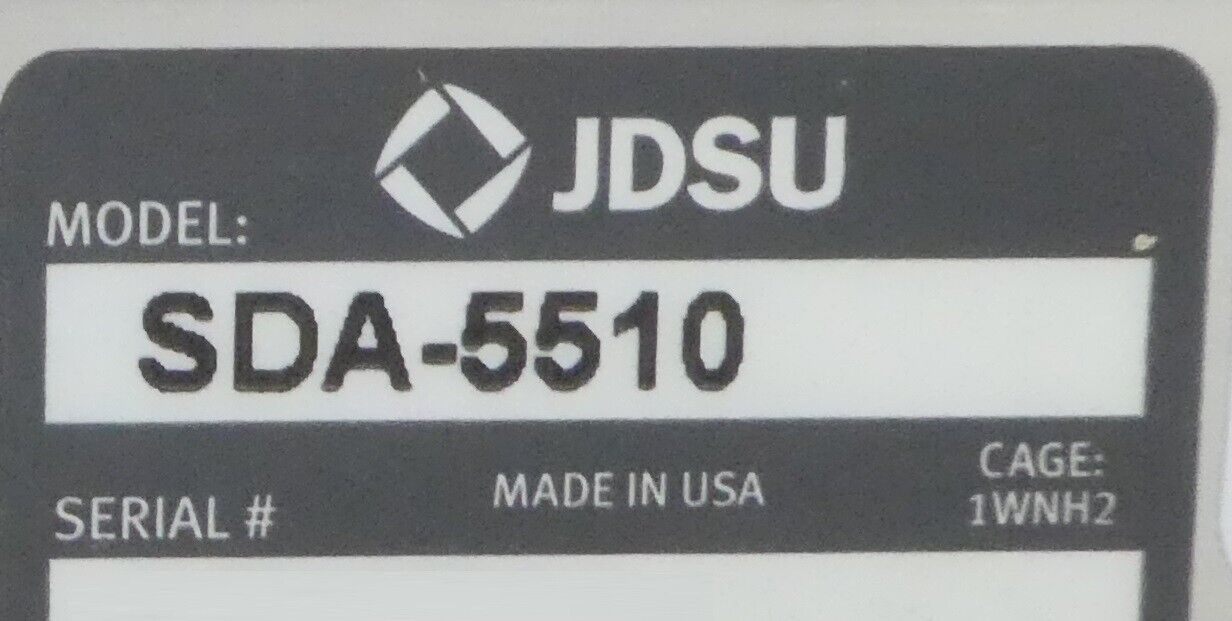 JDSU
MODEL:
SDA-5510
SERIAL #
MADE IN USA
CAGE:
1WNH2